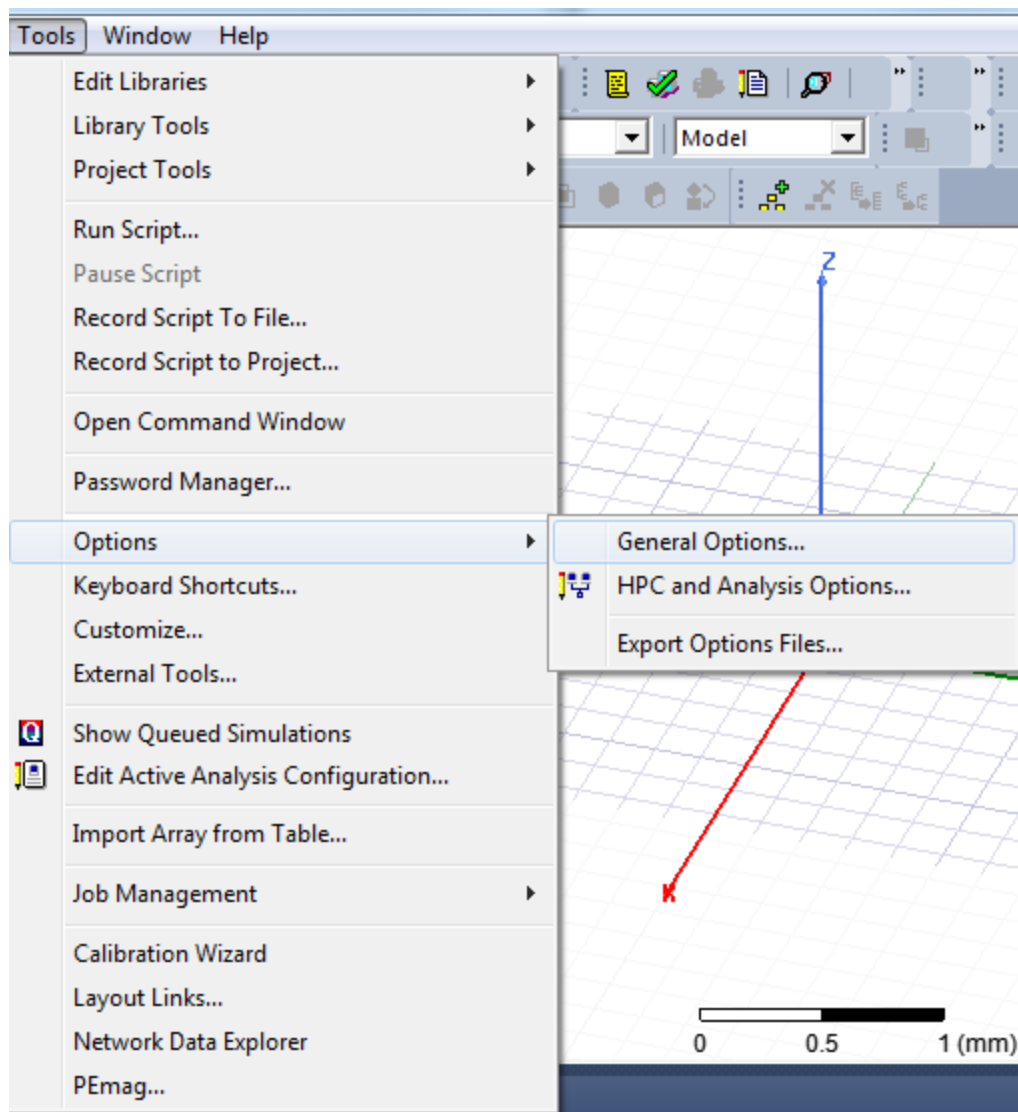 Tools Window Help
Edit Libraries
Library Tools
Project Tools
Model
Run Script...
Pause Script
Record Script To File...
Record Script to Project...
Open Command Window
Password Manager...
Options
Keyboard Shortcuts...
Customize...
External Tools...
Show Queued Simulations
Edit Active Analysis Configuration...
Import Array from Table...
Job Management
Calibration Wizard
Layout Links...
Network Data Explorer
PEmag...
General Options...
HPC and Analysis Options...
Export Options Files...
Z
0 0.5 1 (mm)